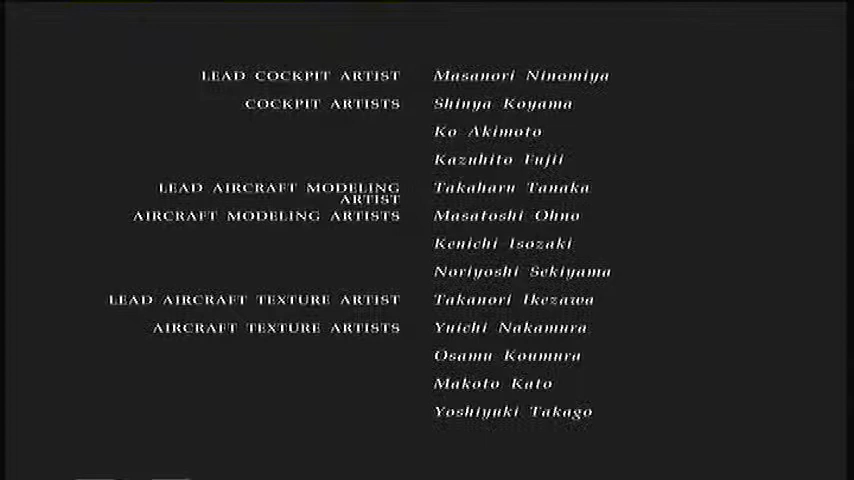 LEAD COCKPIT ARTIST Masanori Ninomiya
COCKPIT ARTISTS Shinya Koyama
Ko Akimoto
Kazuhito Fujii
LEAD AIRCRAFT MODELING ARTIST Takaharu Tanaka
AIRCRAFT MODELING ARTISTS Masatoshi Ohno
Kenichi Isozaki
Noriyoshi Sekiyama
LEAD AIRCRAFT TEXTURE ARTIST Takanori Ikezawa
AIRCRAFT TEXTURE ARTISTS Yuichi Nakamura
Osamu Koumura
Makoto Kato
Yoshiyuki Takago